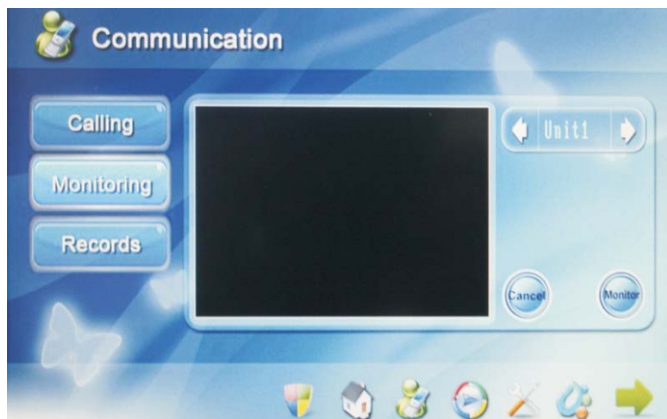 Communication
Calling
Monitoring
Records
Unit1
Cancel
Monitor